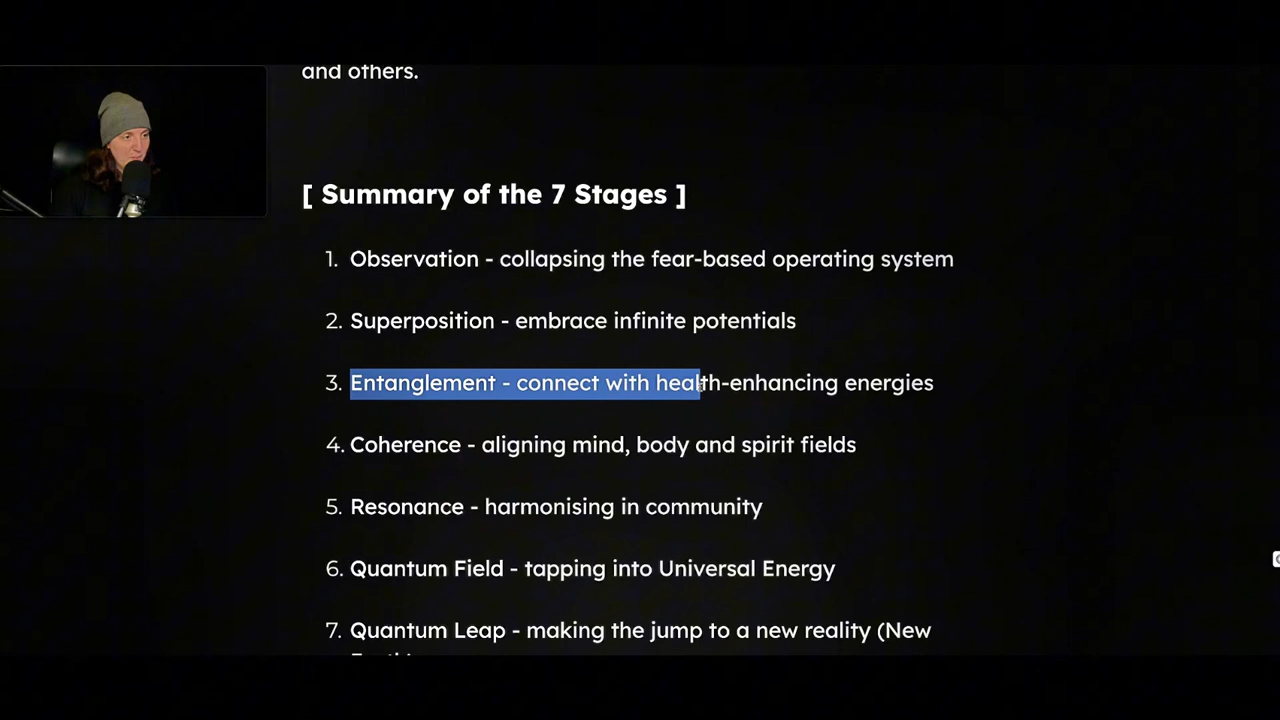 and others.
[ Summary of the 7 Stages ]
1. Observation - collapsing the fear-based operating system
2. Superposition - embrace infinite potentials
3. Entanglement - connect with health-enhancing energies
4. Coherence - aligning mind, body and spirit fields
5. Resonance - harmonising in community
6. Quantum Field - tapping into Universal Energy
7. Quantum Leap - making the jump to a new reality (New